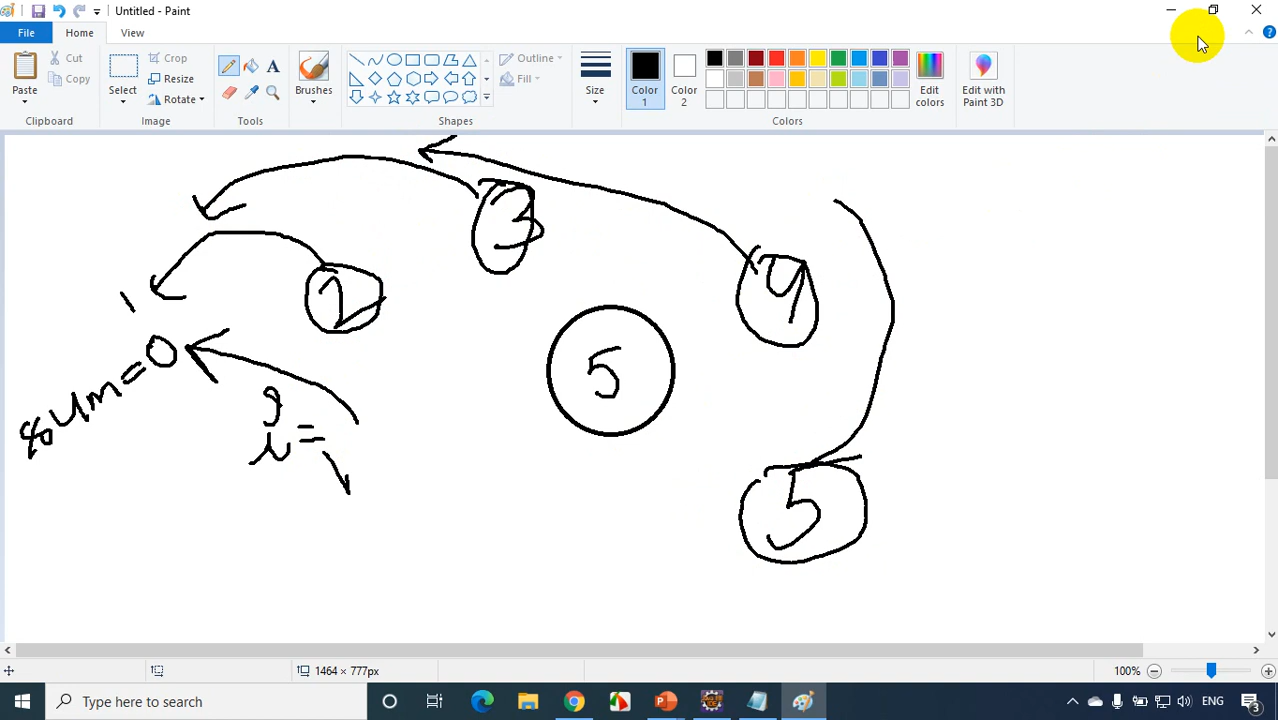 Untitled - Paint
File Home View
Paste
Cut
Copy
Clipboard
Select
Crop
Resize
Rotate
Image
A
Tools
Brushes
Outline
Fill
Shapes
Size
Color 1
Color 2
Edit colors
Colors
Edit with Paint 3D
3
2
4
5
sum=0
i=
5
1464 × 777px
100%
Type here to search
ENG
3